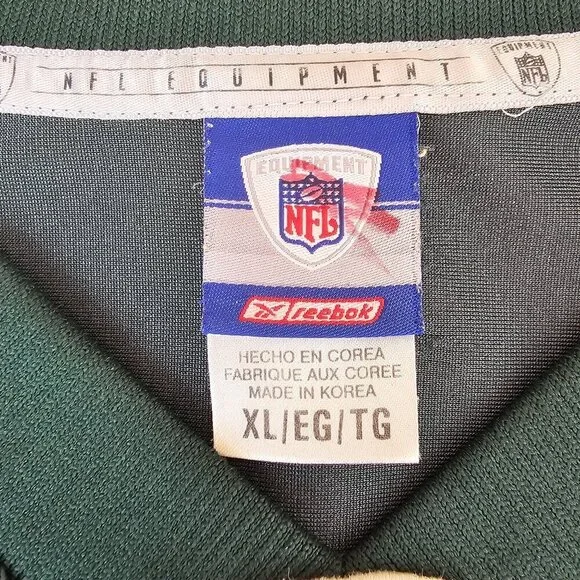 NFL EQUIPMENT
EQUIPMENT
NFL
EQUIPMENT
NFL
Reebok
HECHO EN COREA
FABRIQUE AUX COREE
MADE IN KOREA
XL/EG/TG